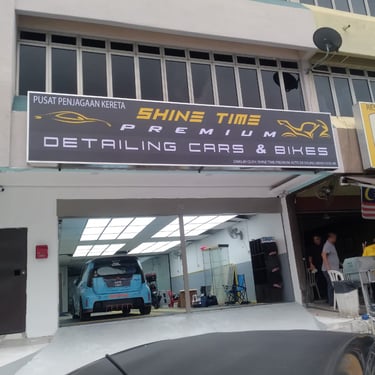 PUSAT PENJAGAAN KERETA
SHINE TIME
PREMIUM
DETAILING CARS & BIKES